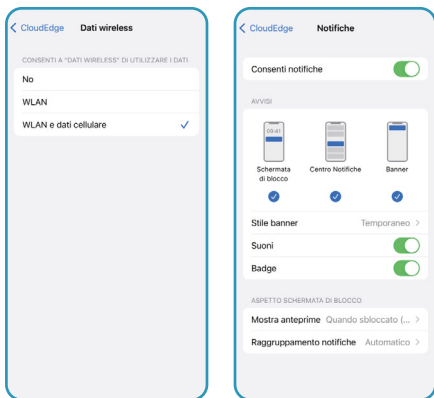 CloudEdge Dati wireless
CONSENTI A "DATI WIRELESS" DI UTILIZZARE I DATI
No
WLAN
WLAN e dati cellulare
CloudEdge Notifiche
Consenti notifiche
AVVISI
09:41
Schermata di blocco
Centro Notifiche
Banner
Stile banner Temporaneo
Suoni
Badge
ASPETTO SCHERMATA DI BLOCCO
Mostra anteprime Quando sbloccato (...
Raggruppamento notifiche Automatico